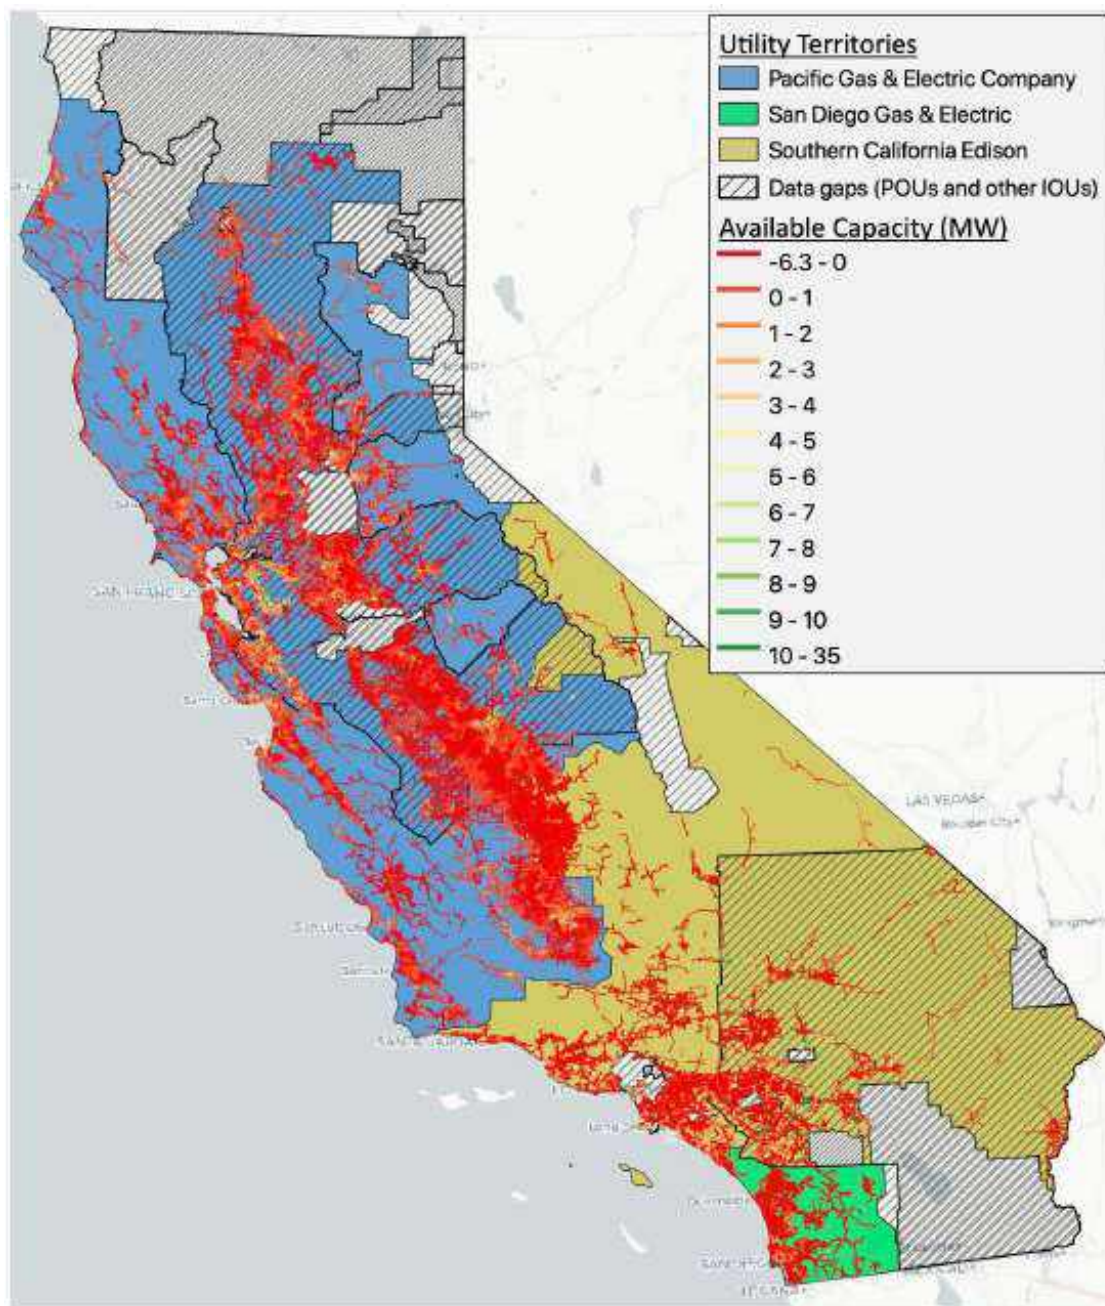 Utility Territories
Pacific Gas & Electric Company
San Diego Gas & Electric
Southern California Edison
Data gaps (POUs and other IOUs)
Available Capacity (MW)
-6.3 - 0
0 - 1
1 - 2
2 - 3
3 - 4
4 - 5
5 - 6
6 - 7
7 - 8
8 - 9
9 - 10
10 - 35
LAS VEGAS